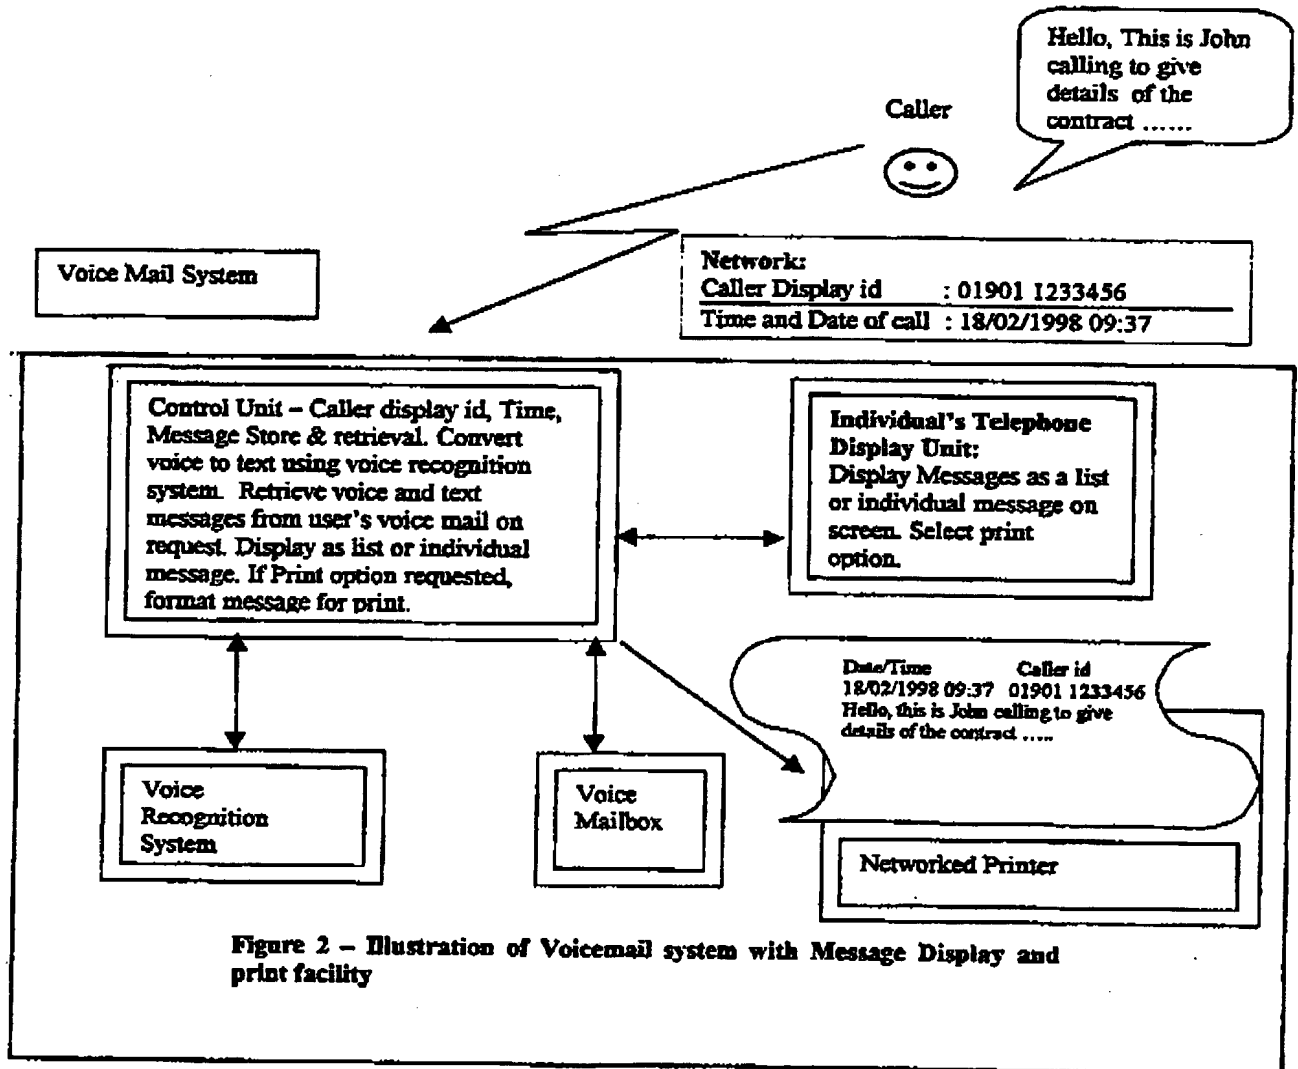 Hello, This is John
calling to give
details of the
contract ......
Caller
Voice Mail System
Network:
Caller Display id : 01901 1233456
Time and Date of call : 18/02/1998 09:37
Control Unit – Caller display id, Time,
Message Store & retrieval. Convert
voice to text using voice recognition
system. Retrieve voice and text
messages from user's voice mail on
request. Display as list or individual
message. If Print option requested,
format message for print.
Individual's Telephone
Display Unit:
Display Messages as a list
or individual message on
screen. Select print
option.
Date/Time Caller id
18/02/1998 09:37 01901 1233456
Hello, this is John calling to give
details of the contract .....
Voice
Recognition
System
Voice
Mailbox
Networked Printer
Figure 2 – Illustration of Voicemail system with Message Display and
print facility